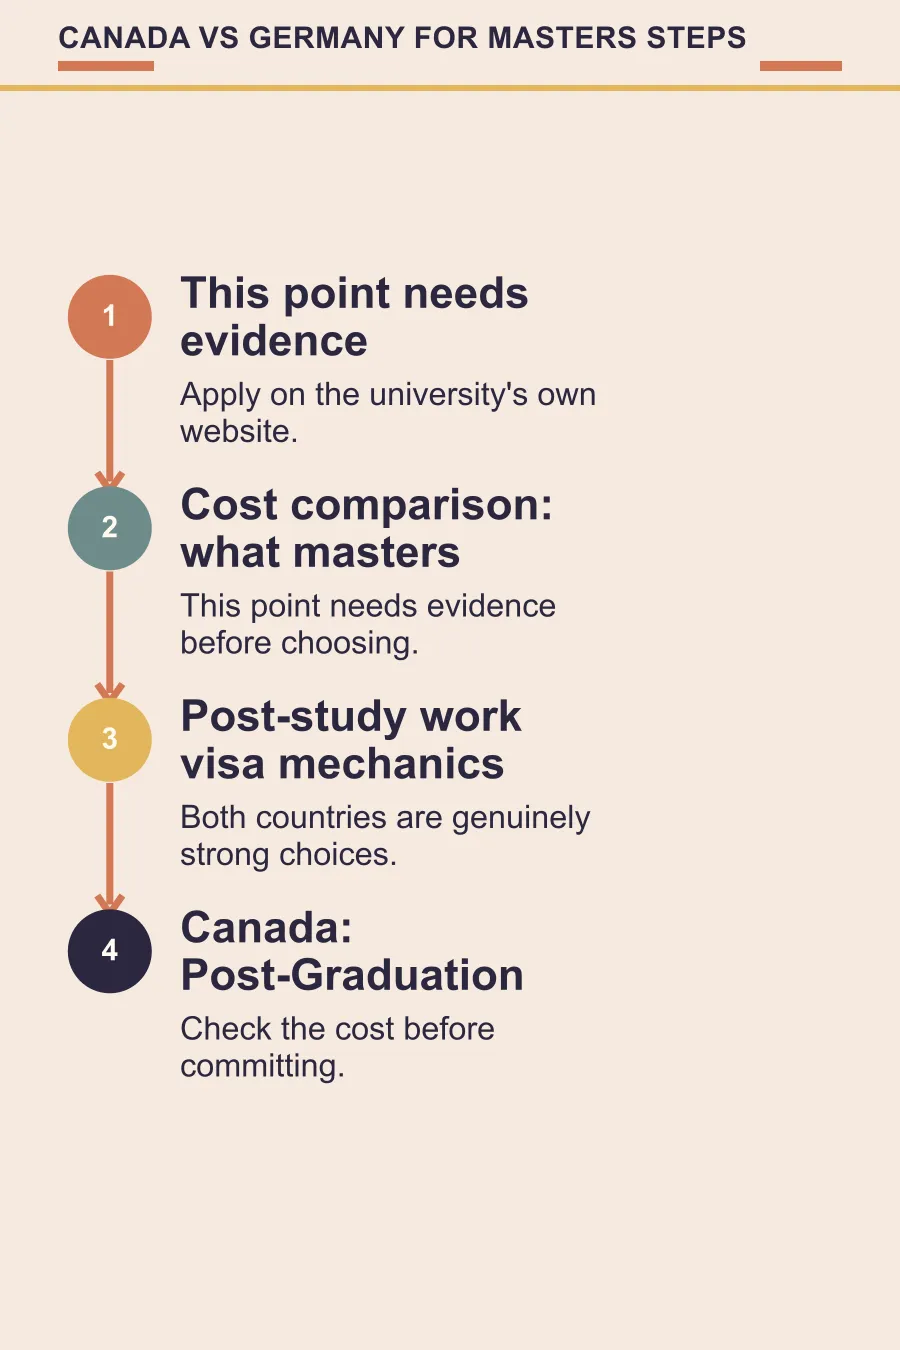 CANADA VS GERMANY FOR MASTERS STEPS
1
This point needs
evidence
Apply on the university's own
website.
2
Cost comparison:
what masters
This point needs evidence
before choosing.
3
Post-study work
visa mechanics
Both countries are genuinely
strong choices.
4
Canada:
Post-Graduation
Check the cost before
committing.